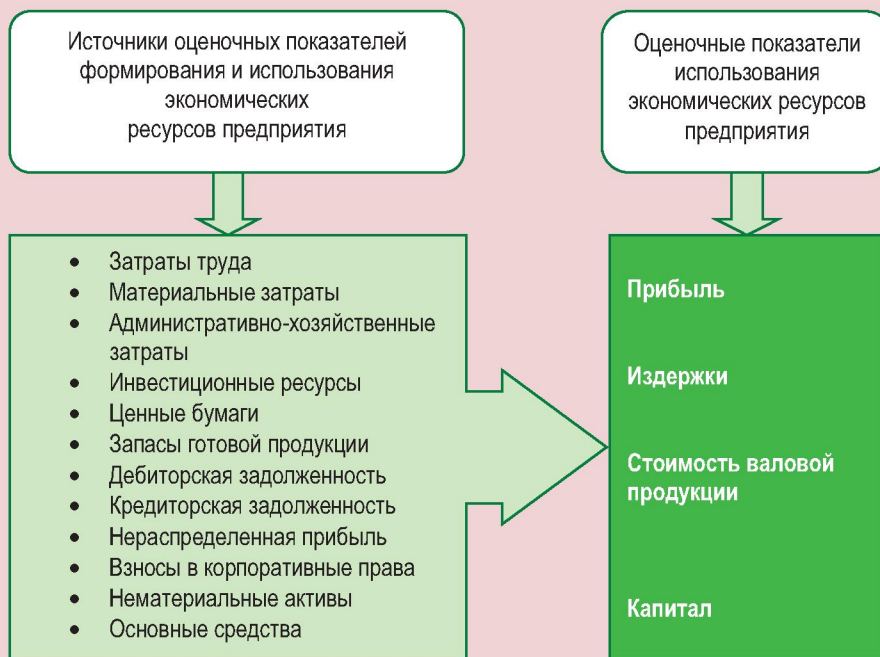 Источники оценочных показателей
формирования и использования
экономических
ресурсов предприятия
Оценочные показатели
использования
экономических ресурсов
предприятия
• Затраты труда
• Материальные затраты
• Административно-хозяйственные
затраты
• Инвестиционные ресурсы
• Ценные бумаги
• Запасы готовой продукции
• Дебиторская задолженность
• Кредиторская задолженность
• Нераспределенная прибыль
• Взносы в корпоративные права
• Нематериальные активы
• Основные средства
Прибыль
Издержки
Стоимость валовой
продукции
Капитал